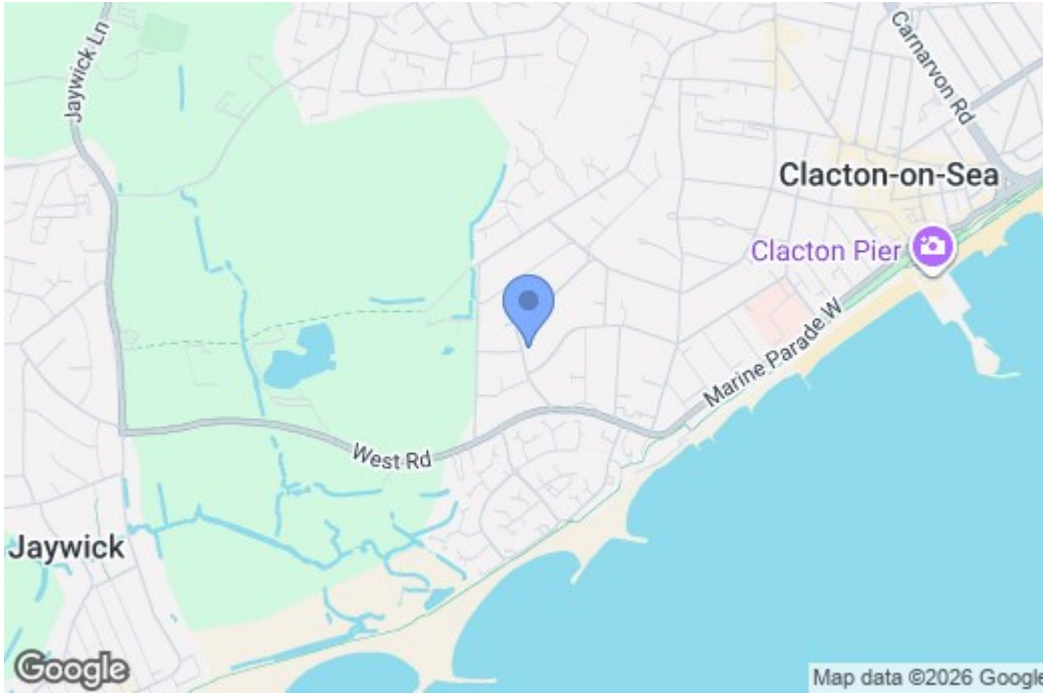 Jaywick Ln
Carnarvon Rd
Clacton-on-Sea
Clacton Pier
Marine Parade W
West Rd
Jaywick
Google
Map data ©2026 Google